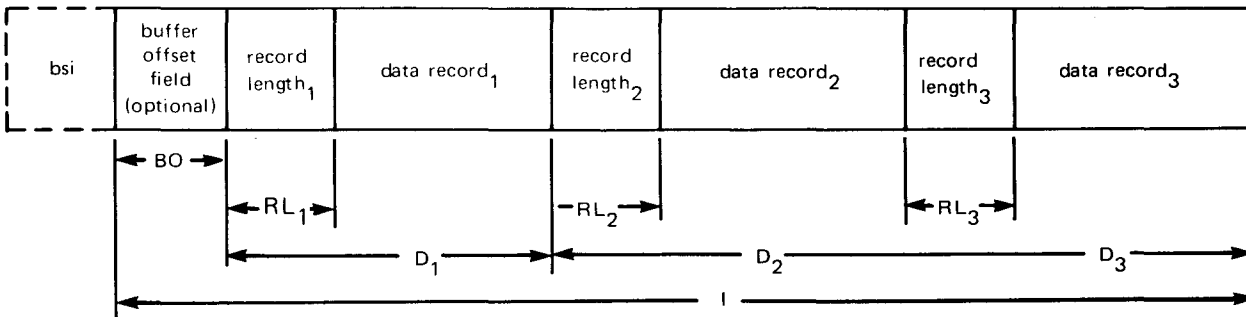 bsi
buffer
offset
field
(optional)
record
length₁
data record₁
record
length₂
data record₂
record
length₃
data record₃
BO
RL₁
RL₂
RL₃
D₁
D₂
D₃